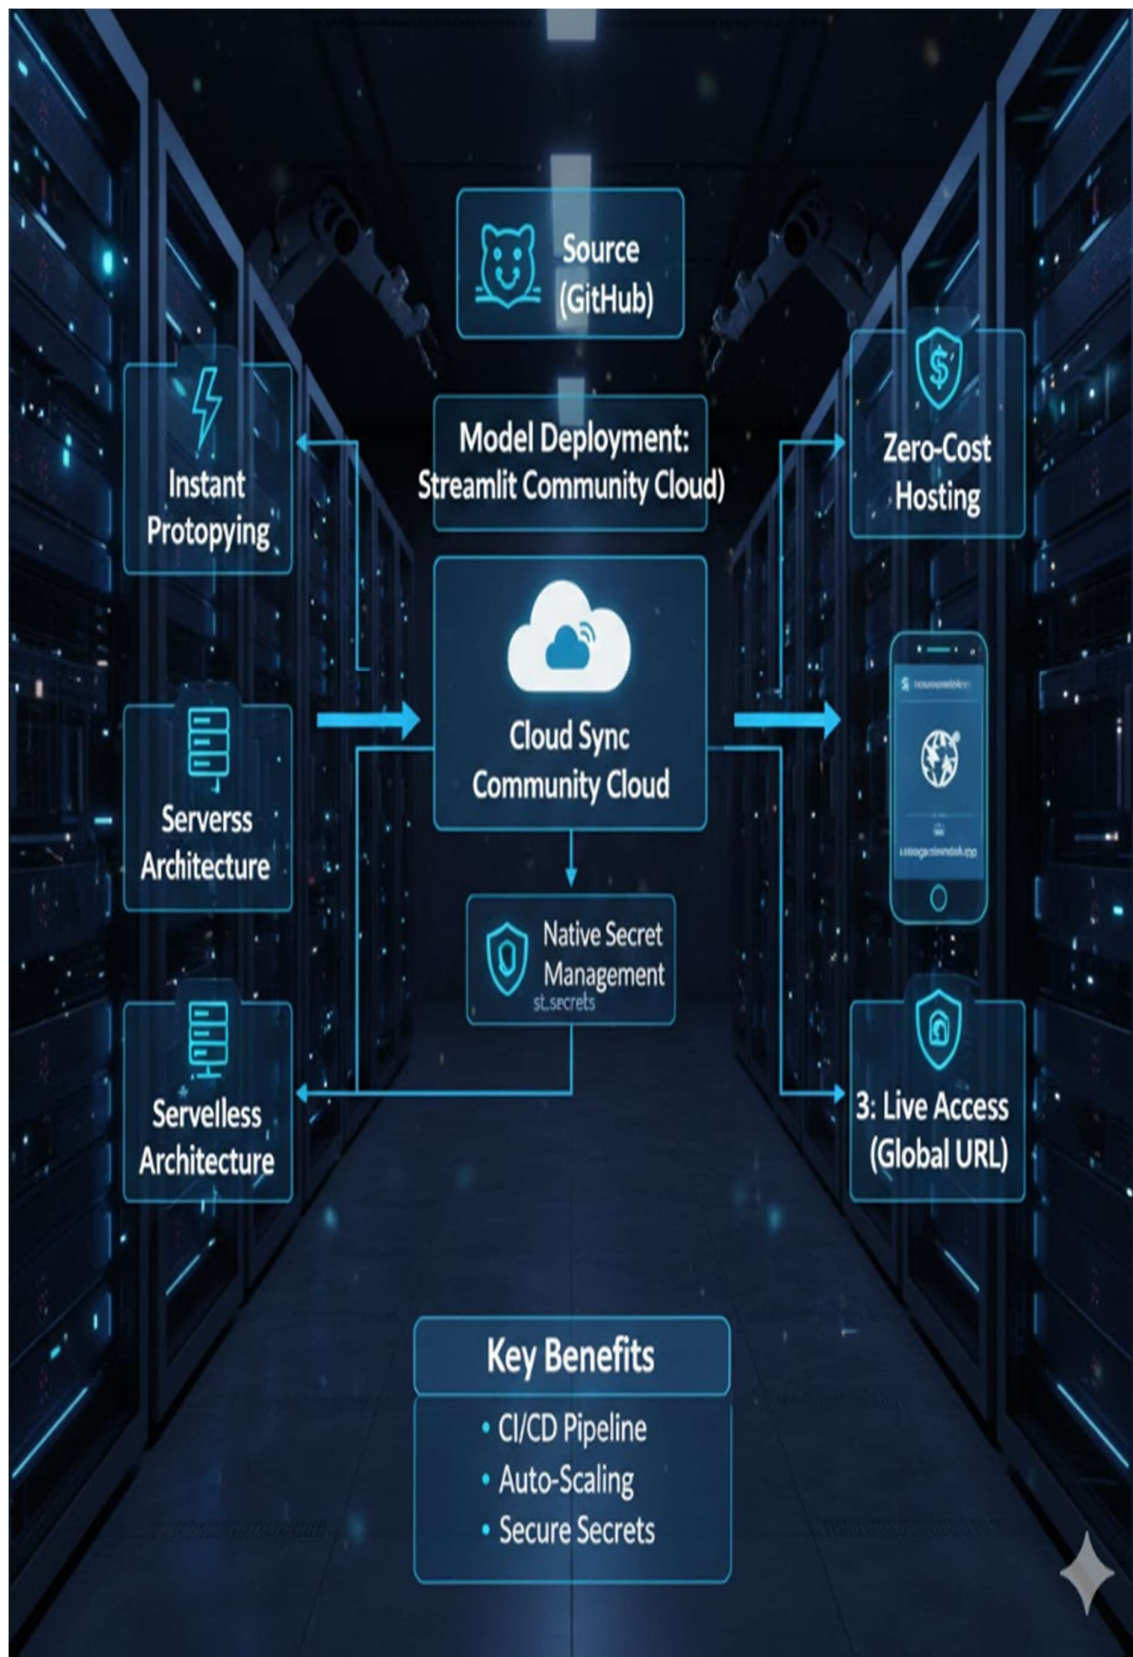 Source
(GitHub)
Model Deployment:
Streamlit Community Cloud)
Instant
Protopying
Zero-Cost
Hosting
Cloud Sync
Community Cloud
Serverss
Architecture
Native Secret
Management
st.secrets
Servelless
Architecture
3: Live Access
(Global URL)
Key Benefits
• CI/CD Pipeline
• Auto-Scaling
• Secure Secrets